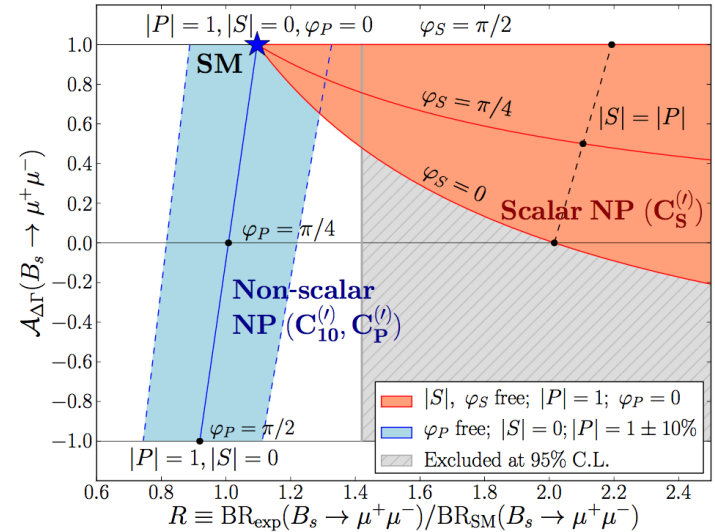 |P| = 1, |S| = 0, φ_P = 0
φ_S = π/2
SM
φ_S = π/4
|S| = |P|
φ_S = 0
Scalar NP (C_S^(′))
φ_P = π/4
Non-scalar
NP (C_10^(′), C_P^(′))
φ_P = π/2
|P| = 1, |S| = 0
|S|, φ_S free; |P| = 1; φ_P = 0
φ_P free; |S| = 0; |P| = 1 ± 10%
Excluded at 95% C.L.
1.0
0.8
0.6
0.4
0.2
0.0
−0.2
−0.4
−0.6
−0.8
−1.0
A_ΔΓ(B_s → μ⁺μ⁻)
0.6 0.8 1.0 1.2 1.4 1.6 1.8 2.0 2.2 2.4
R ≡ BR_exp(B_s → μ⁺μ⁻)/BR_SM(B_s → μ⁺μ⁻)